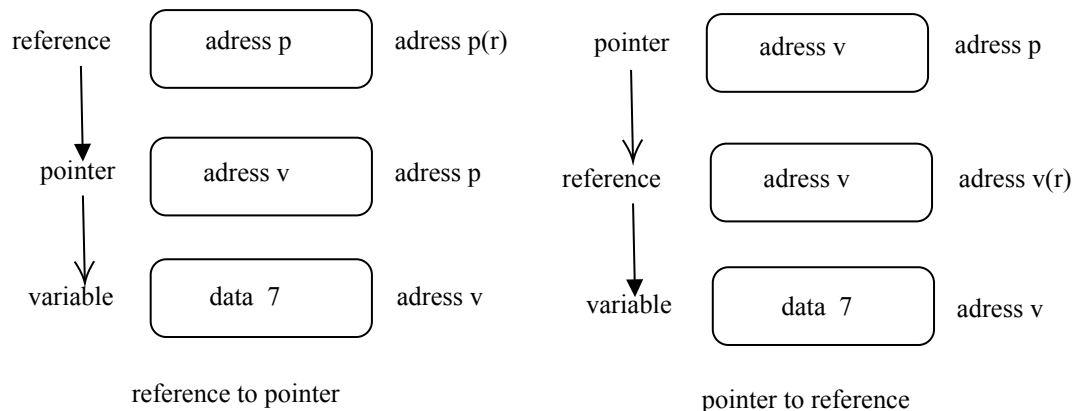 reference adress p adress p(r)
pointer adress v adress p
variable data 7 adress v
reference to pointer
pointer adress v adress p
reference adress v adress v(r)
variable data 7 adress v
pointer to reference